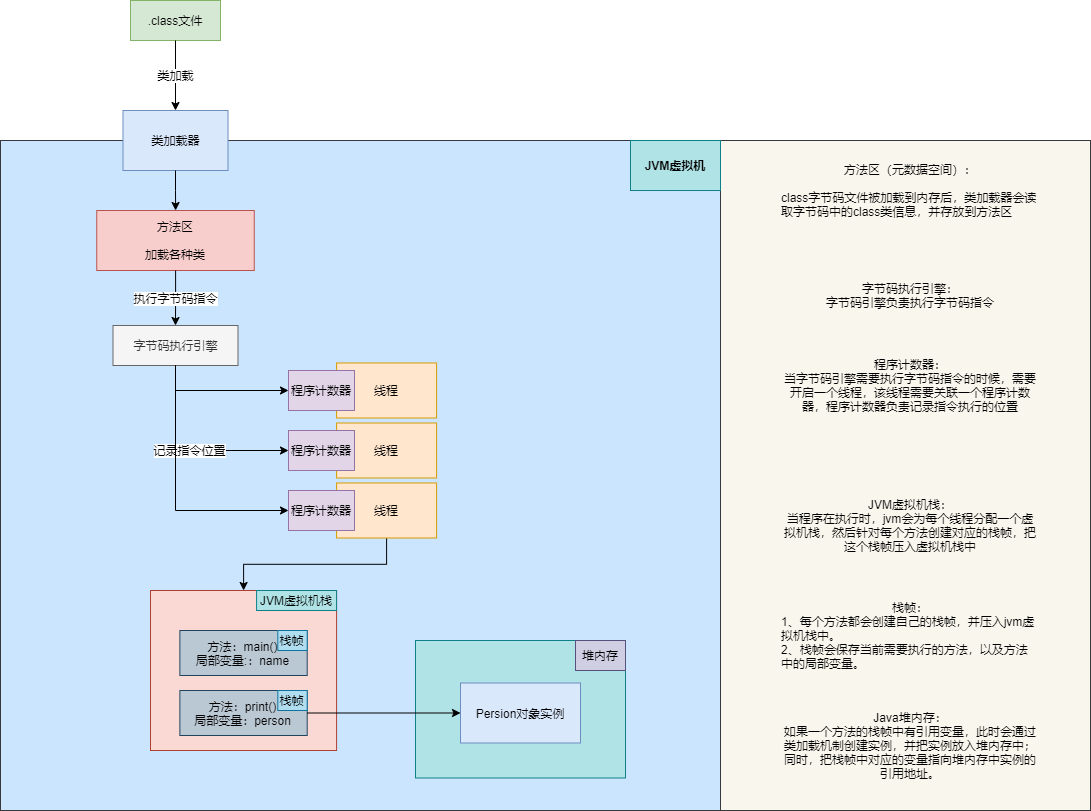 .class文件
类加载
类加载器
JVM虚拟机
方法区
加载各种类
执行字节码指令
字节码执行引擎
程序计数器
线程
记录指令位置
程序计数器
线程
程序计数器
线程
JVM虚拟机栈
栈帧
方法：main()
局部变量：：name
栈帧
方法：print()
局部变量：person
堆内存
Persion对象实例
方法区（元数据空间）：
class字节码文件被加载到内存后，类加载器会读
取字节码中的class类信息，并存放到方法区
字节码执行引擎：
字节码引擎负责执行字节码指令
程序计数器：
当字节码引擎需要执行字节码指令的时候，需要
开启一个线程，该线程需要关联一个程序计数
器，程序计数器负责记录指令执行的位置
JVM虚拟机栈：
当程序在执行时，jvm会为每个线程分配一个虚
拟机栈，然后针对每个方法创建对应的栈帧，把
这个栈帧压入虚拟机栈中
栈帧：
1、每个方法都会创建自己的栈帧，并压入jvm虚
拟机栈中。
2、栈帧会保存当前需要执行的方法，以及方法
中的局部变量。
Java堆内存：
如果一个方法的栈帧中有引用变量，此时会通过
类加载机制创建实例，并把实例放入堆内存中；
同时，把栈帧中对应的变量指向堆内存中实例的
引用地址。